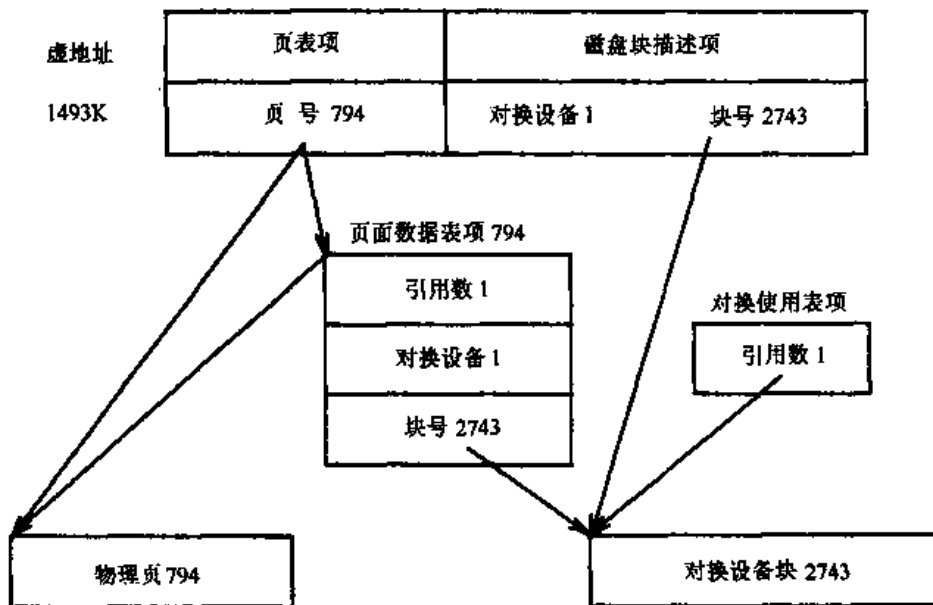 虚地址
页表项
磁盘块描述项
1493K
页 号 794
对换设备 1
块号 2743
页面数据表项 794
引用数 1
对换设备 1
块号 2743
对换使用表项
引用数 1
物理页 794
对换设备块 2743